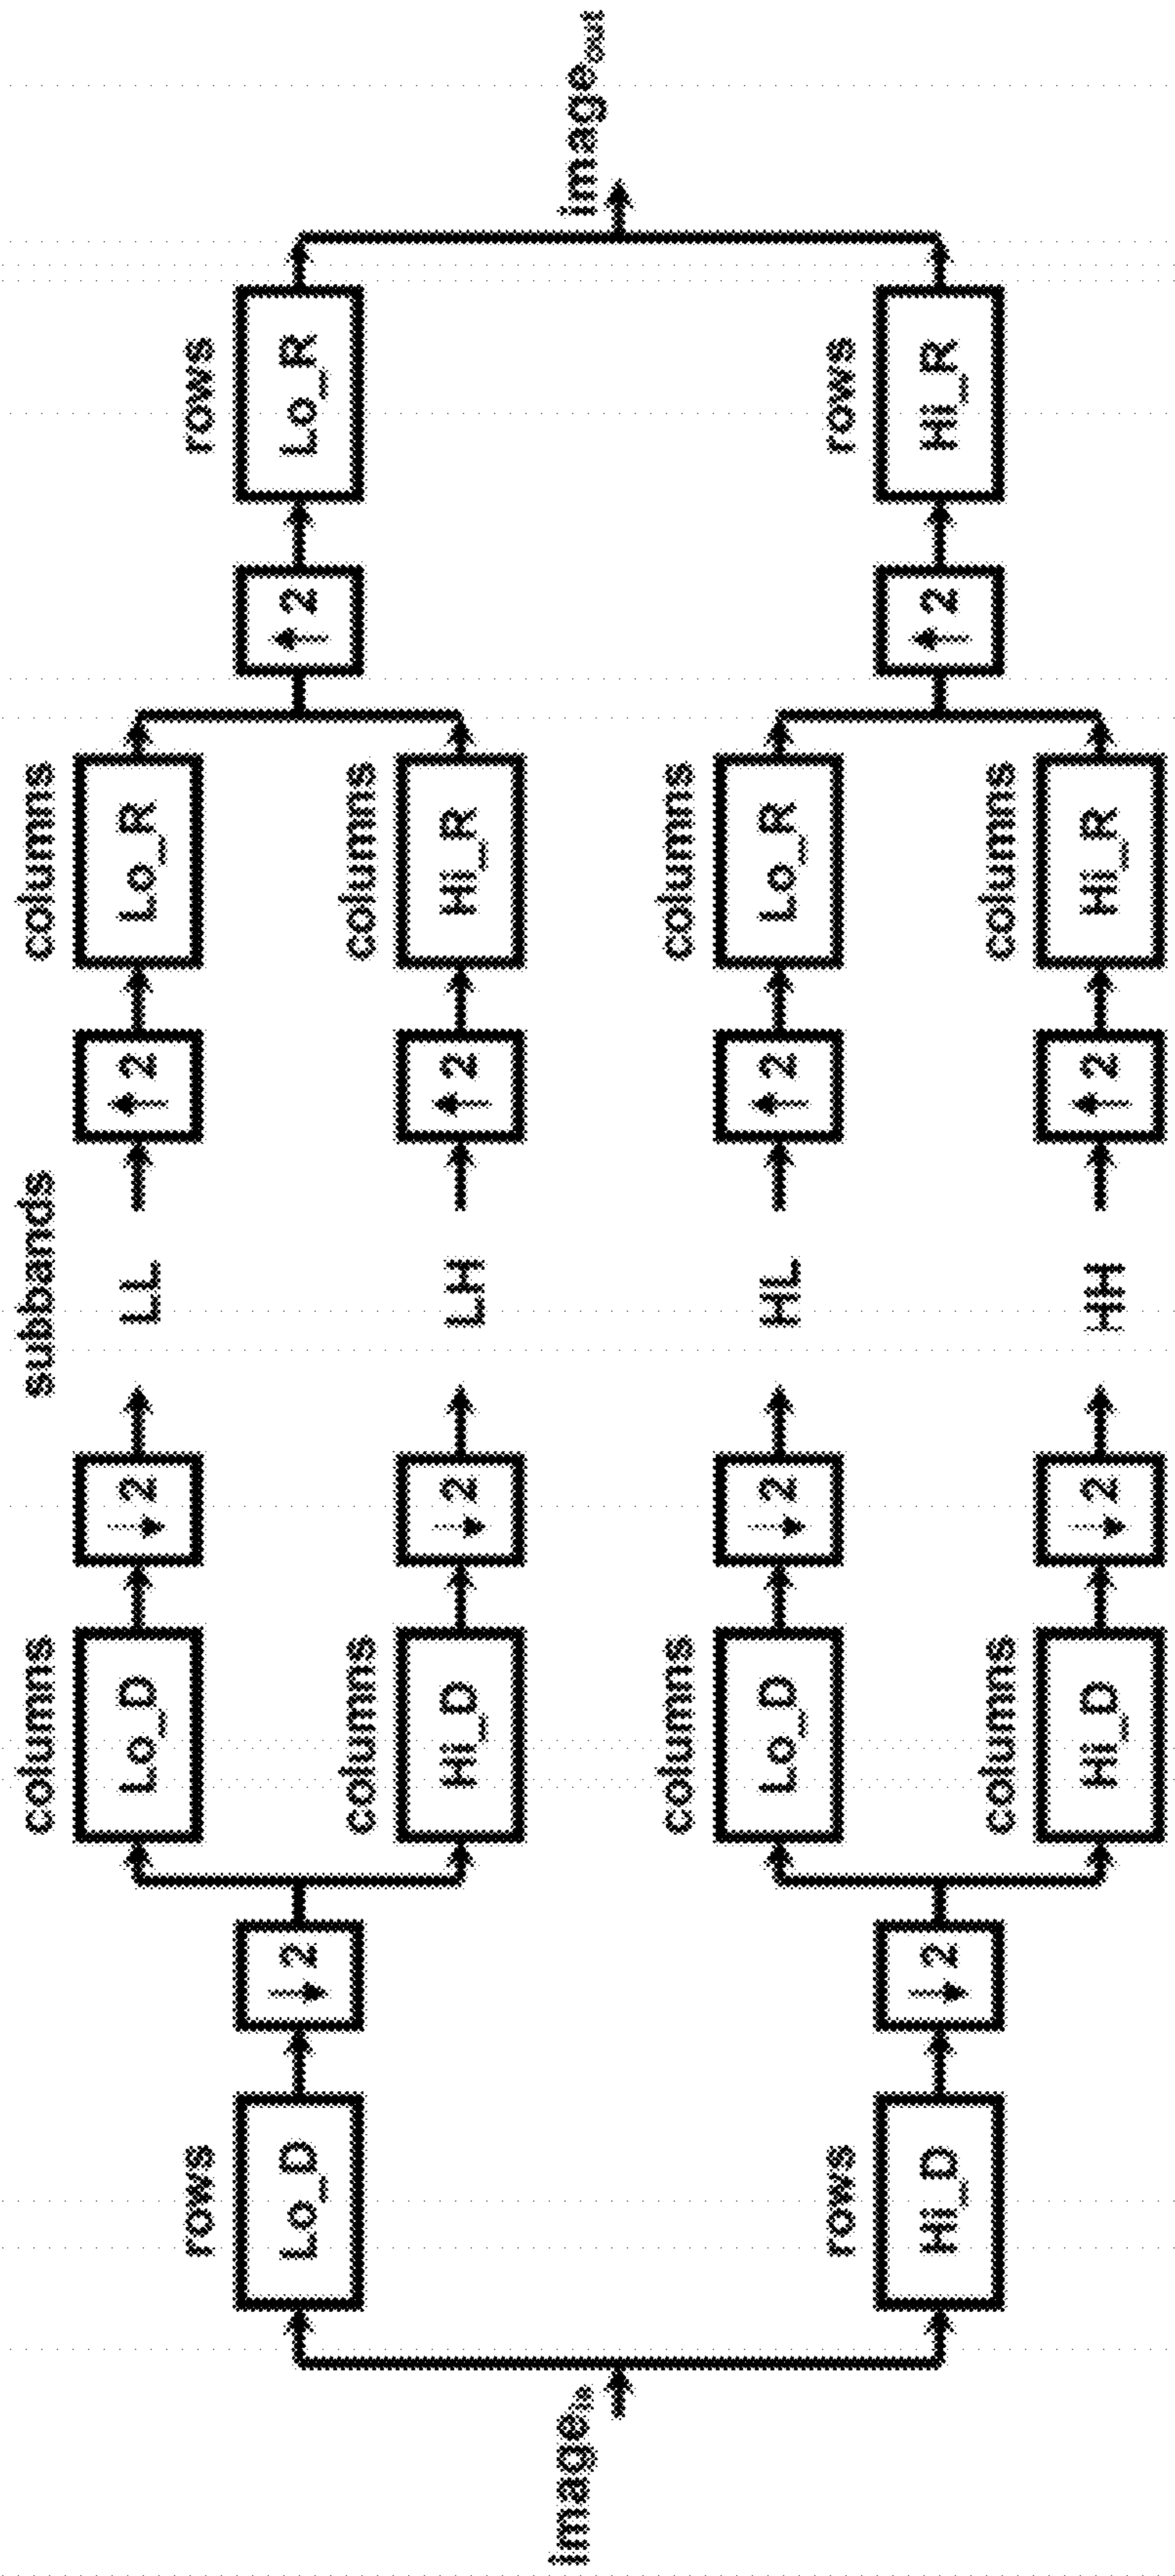 subbands
image_in
rows
Lo_D
↓ 2
columns
Lo_D
↓ 2
LL
↑ 2
columns
Lo_R
columns
Hi_D
↓ 2
LH
↑ 2
columns
Hi_R
↑ 2
rows
Lo_R
rows
Hi_D
↓ 2
columns
Lo_D
↓ 2
HL
↑ 2
columns
Lo_R
columns
Hi_D
↓ 2
HH
↑ 2
columns
Hi_R
↑ 2
rows
Hi_R
image_out